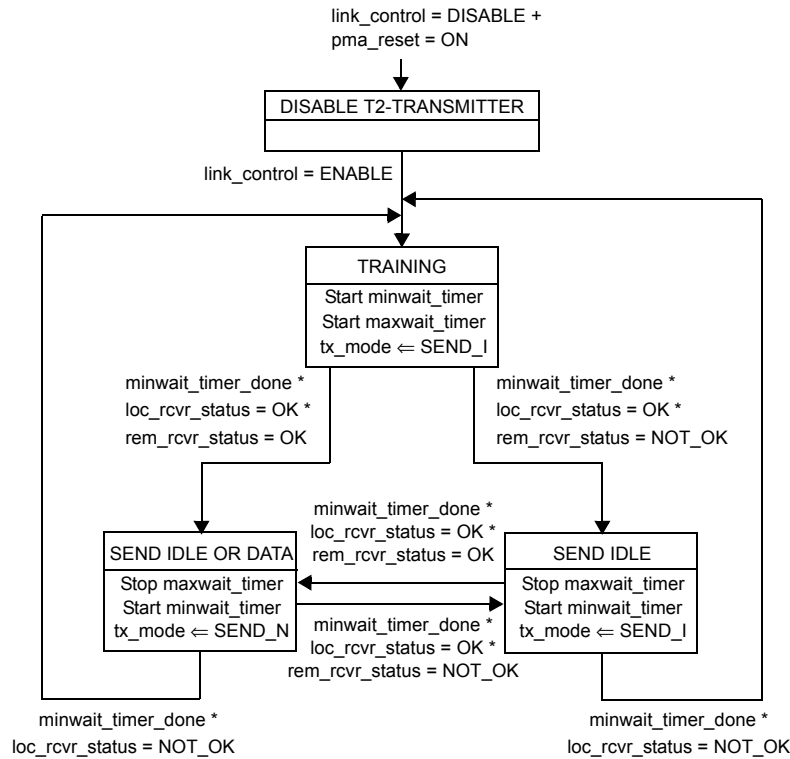 link_control = DISABLE +
pma_reset = ON
DISABLE T2-TRANSMITTER
link_control = ENABLE
TRAINING
Start minwait_timer
Start maxwait_timer
tx_mode ⇐ SEND_I
minwait_timer_done *
loc_rcvr_status = OK *
rem_rcvr_status = OK
minwait_timer_done *
loc_rcvr_status = OK *
rem_rcvr_status = NOT_OK
minwait_timer_done *
loc_rcvr_status = OK *
rem_rcvr_status = OK
SEND IDLE OR DATA
Stop maxwait_timer
Start minwait_timer
tx_mode ⇐ SEND_N
SEND IDLE
Stop maxwait_timer
Start minwait_timer
tx_mode ⇐ SEND_I
minwait_timer_done *
loc_rcvr_status = OK *
rem_rcvr_status = NOT_OK
minwait_timer_done *
loc_rcvr_status = NOT_OK
minwait_timer_done *
loc_rcvr_status = NOT_OK